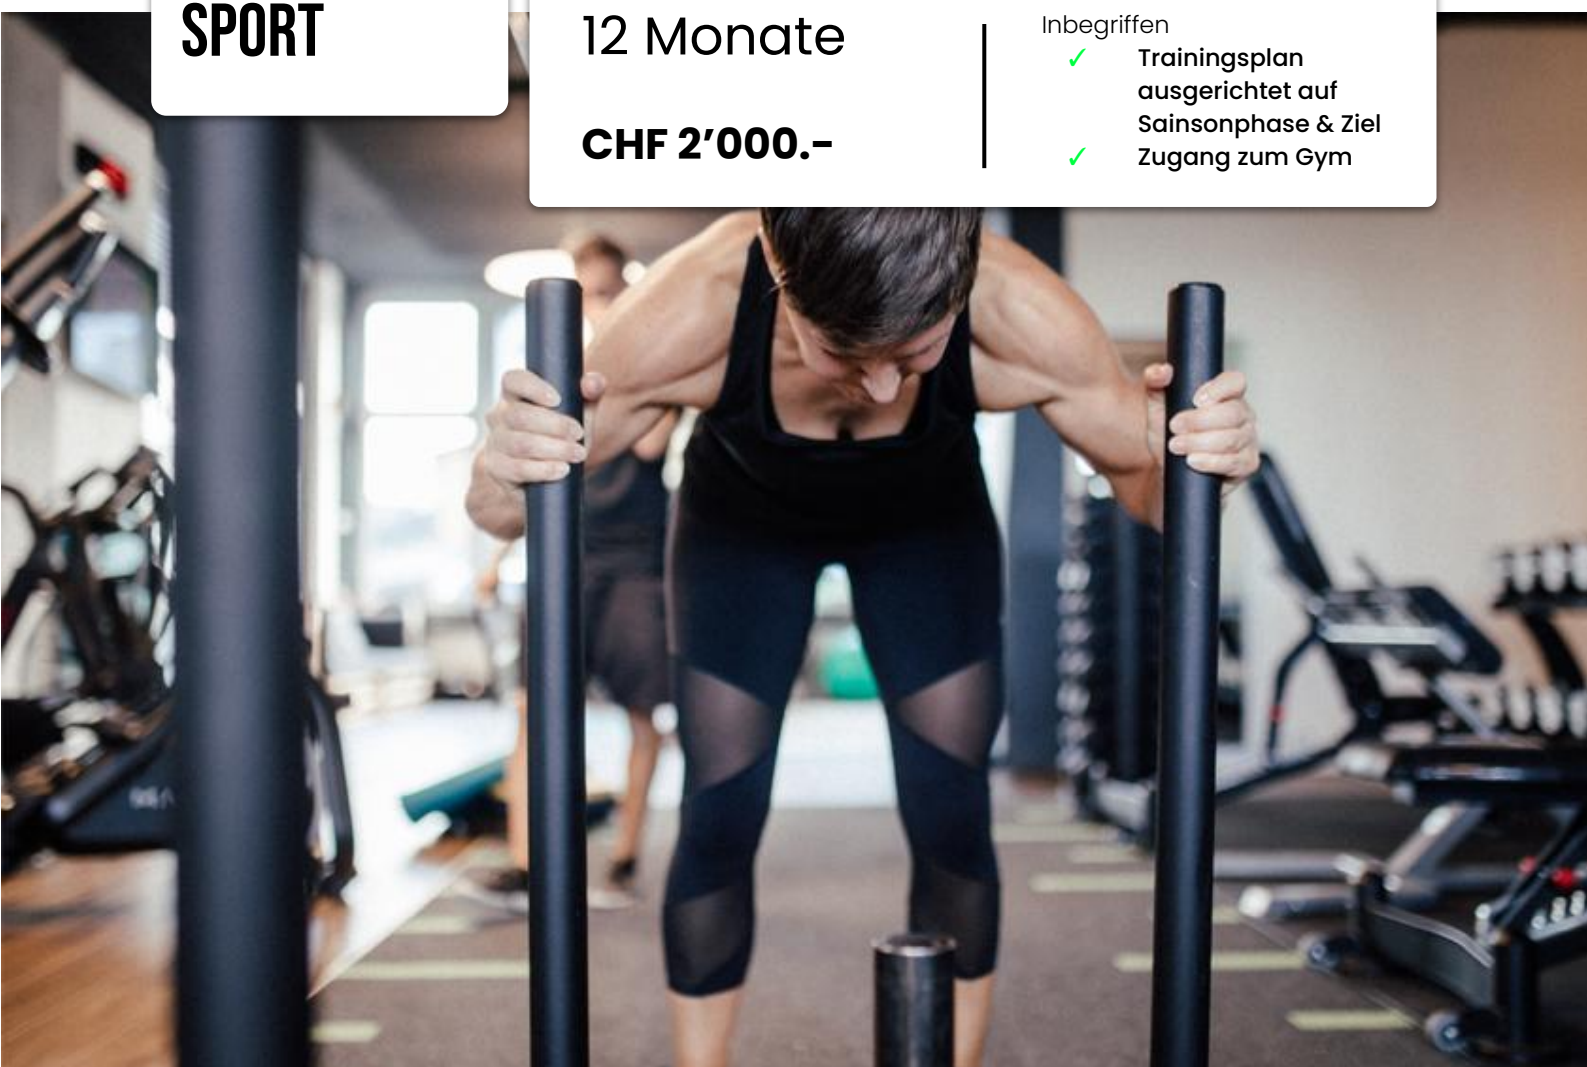 SPORT
12 Monate
CHF 2’000.-
Inbegriffen
✓ Trainingsplan
ausgerichtet auf
Sainsonphase & Ziel
✓ Zugang zum Gym